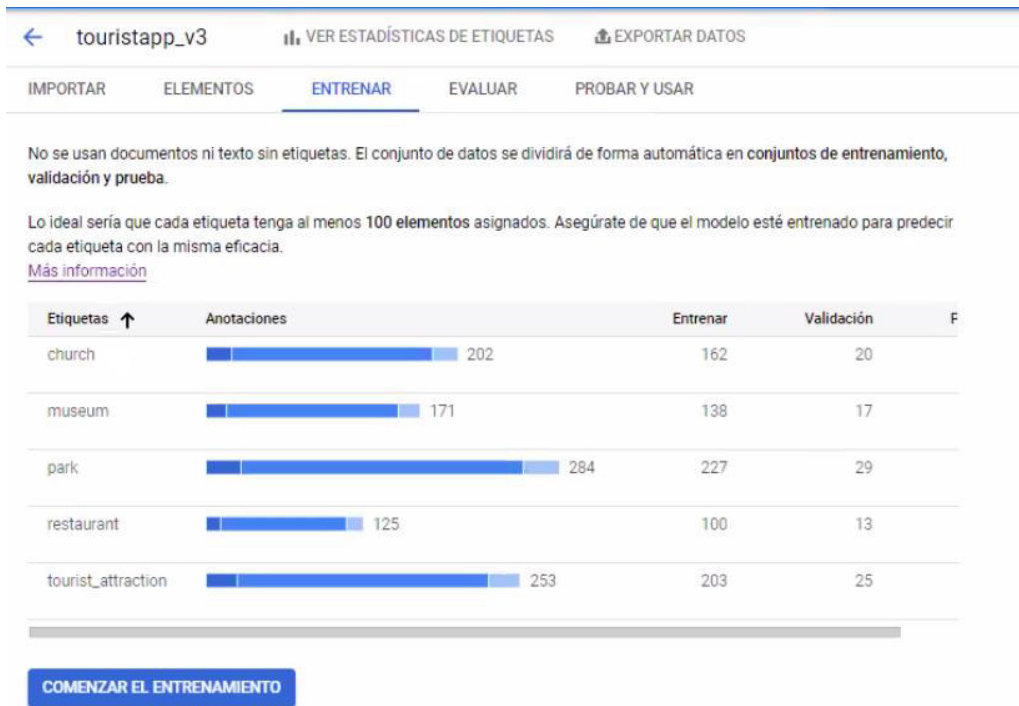 touristapp_v3 VER ESTADÍSTICAS DE ETIQUETAS EXPORTAR DATOS
IMPORTAR ELEMENTOS ENTRENAR EVALUAR PROBAR Y USAR
No se usan documentos ni texto sin etiquetas. El conjunto de datos se dividirá de forma automática en conjuntos de entrenamiento,
validación y prueba.
Lo ideal sería que cada etiqueta tenga al menos 100 elementos asignados. Asegúrate de que el modelo esté entrenado para predecir
cada etiqueta con la misma eficacia.
Más información
Etiquetas Anotaciones Entrenar Validación
church 202 162 20
museum 171 138 17
park 284 227 29
restaurant 125 100 13
tourist_attraction 253 203 25
COMENZAR EL ENTRENAMIENTO